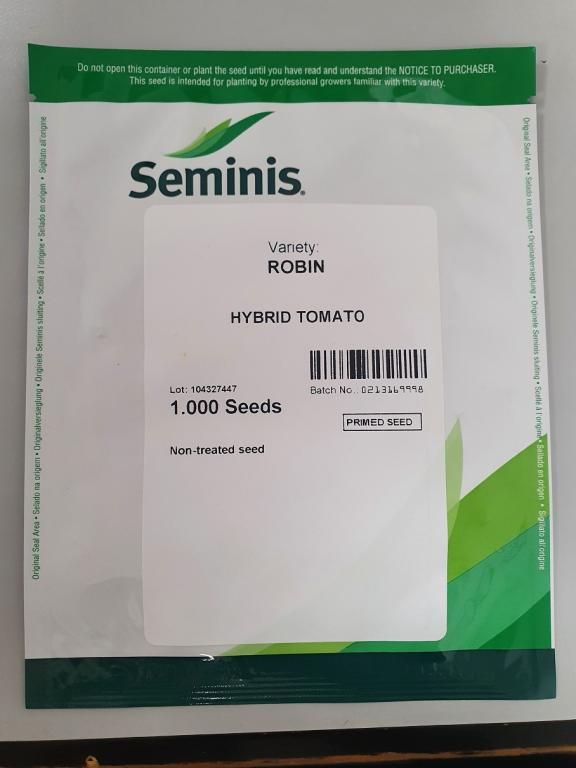 Do not open this container or plant the seed until you have read and understand the NOTICE TO PURCHASER.
This seed is intended for planting by professional growers familiar with this variety.
Seminis®
Variety:
ROBIN
HYBRID TOMATO
Lot: 104327447
Batch No.: 0213169998
1.000 Seeds
PRIMED SEED
Non-treated seed
Original Seal Area • Selado na origem • Originalversieglung • Originele Seminis sluiting • Scellé à l'origine • Sellado en origen • Sigillato all'origine
Original Seal Area • Selado na origem • Originalversieglung • Originele Seminis sluiting • Scellé à l'origine • Sellado en origen • Sigillato all'origine